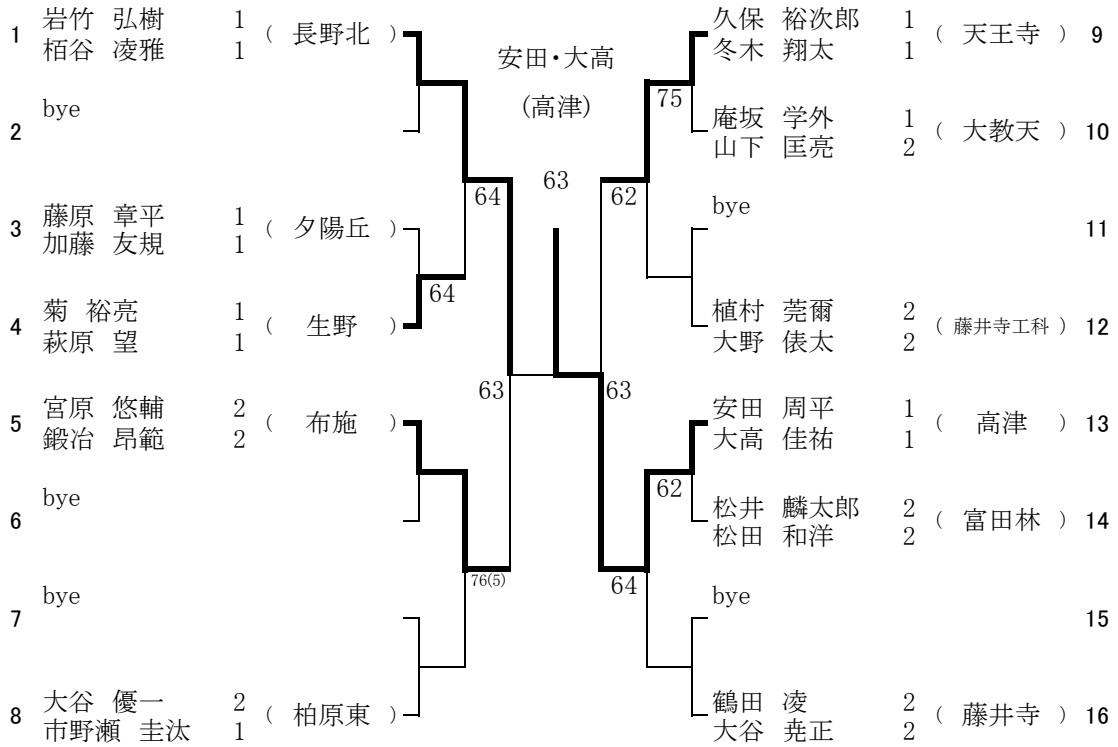 1 岩竹 弘樹 1
栢谷 凌雅 1
( 長野北 )
2 bye
3 藤原 章平 1
加藤 友規 1
( 夕陽丘 )
4 菊 裕亮 1
萩原 望 1
( 生野 )
5 宮原 悠輔 2
鍛冶 昂範 2
( 布施 )
6 bye
7 bye
8 大谷 優一 2
市野瀬 圭汰 1
( 柏原東 )
64
64
63
76(5)
安田・大高
(高津)
63
75
62
63
62
64
久保 裕次郎 1
冬木 翔太 1
( 天王寺 ) 9
庵坂 学外 1
山下 匡亮 2
( 大教天 ) 10
bye 11
植村 莞爾 2
大野 俵太 2
( 藤井寺工科 ) 12
安田 周平 1
大高 佳祐 1
( 高津 ) 13
松井 麟太郎 2
松田 和洋 2
( 富田林 ) 14
bye 15
鶴田 凌 2
大谷 尭正 2
( 藤井寺 ) 16